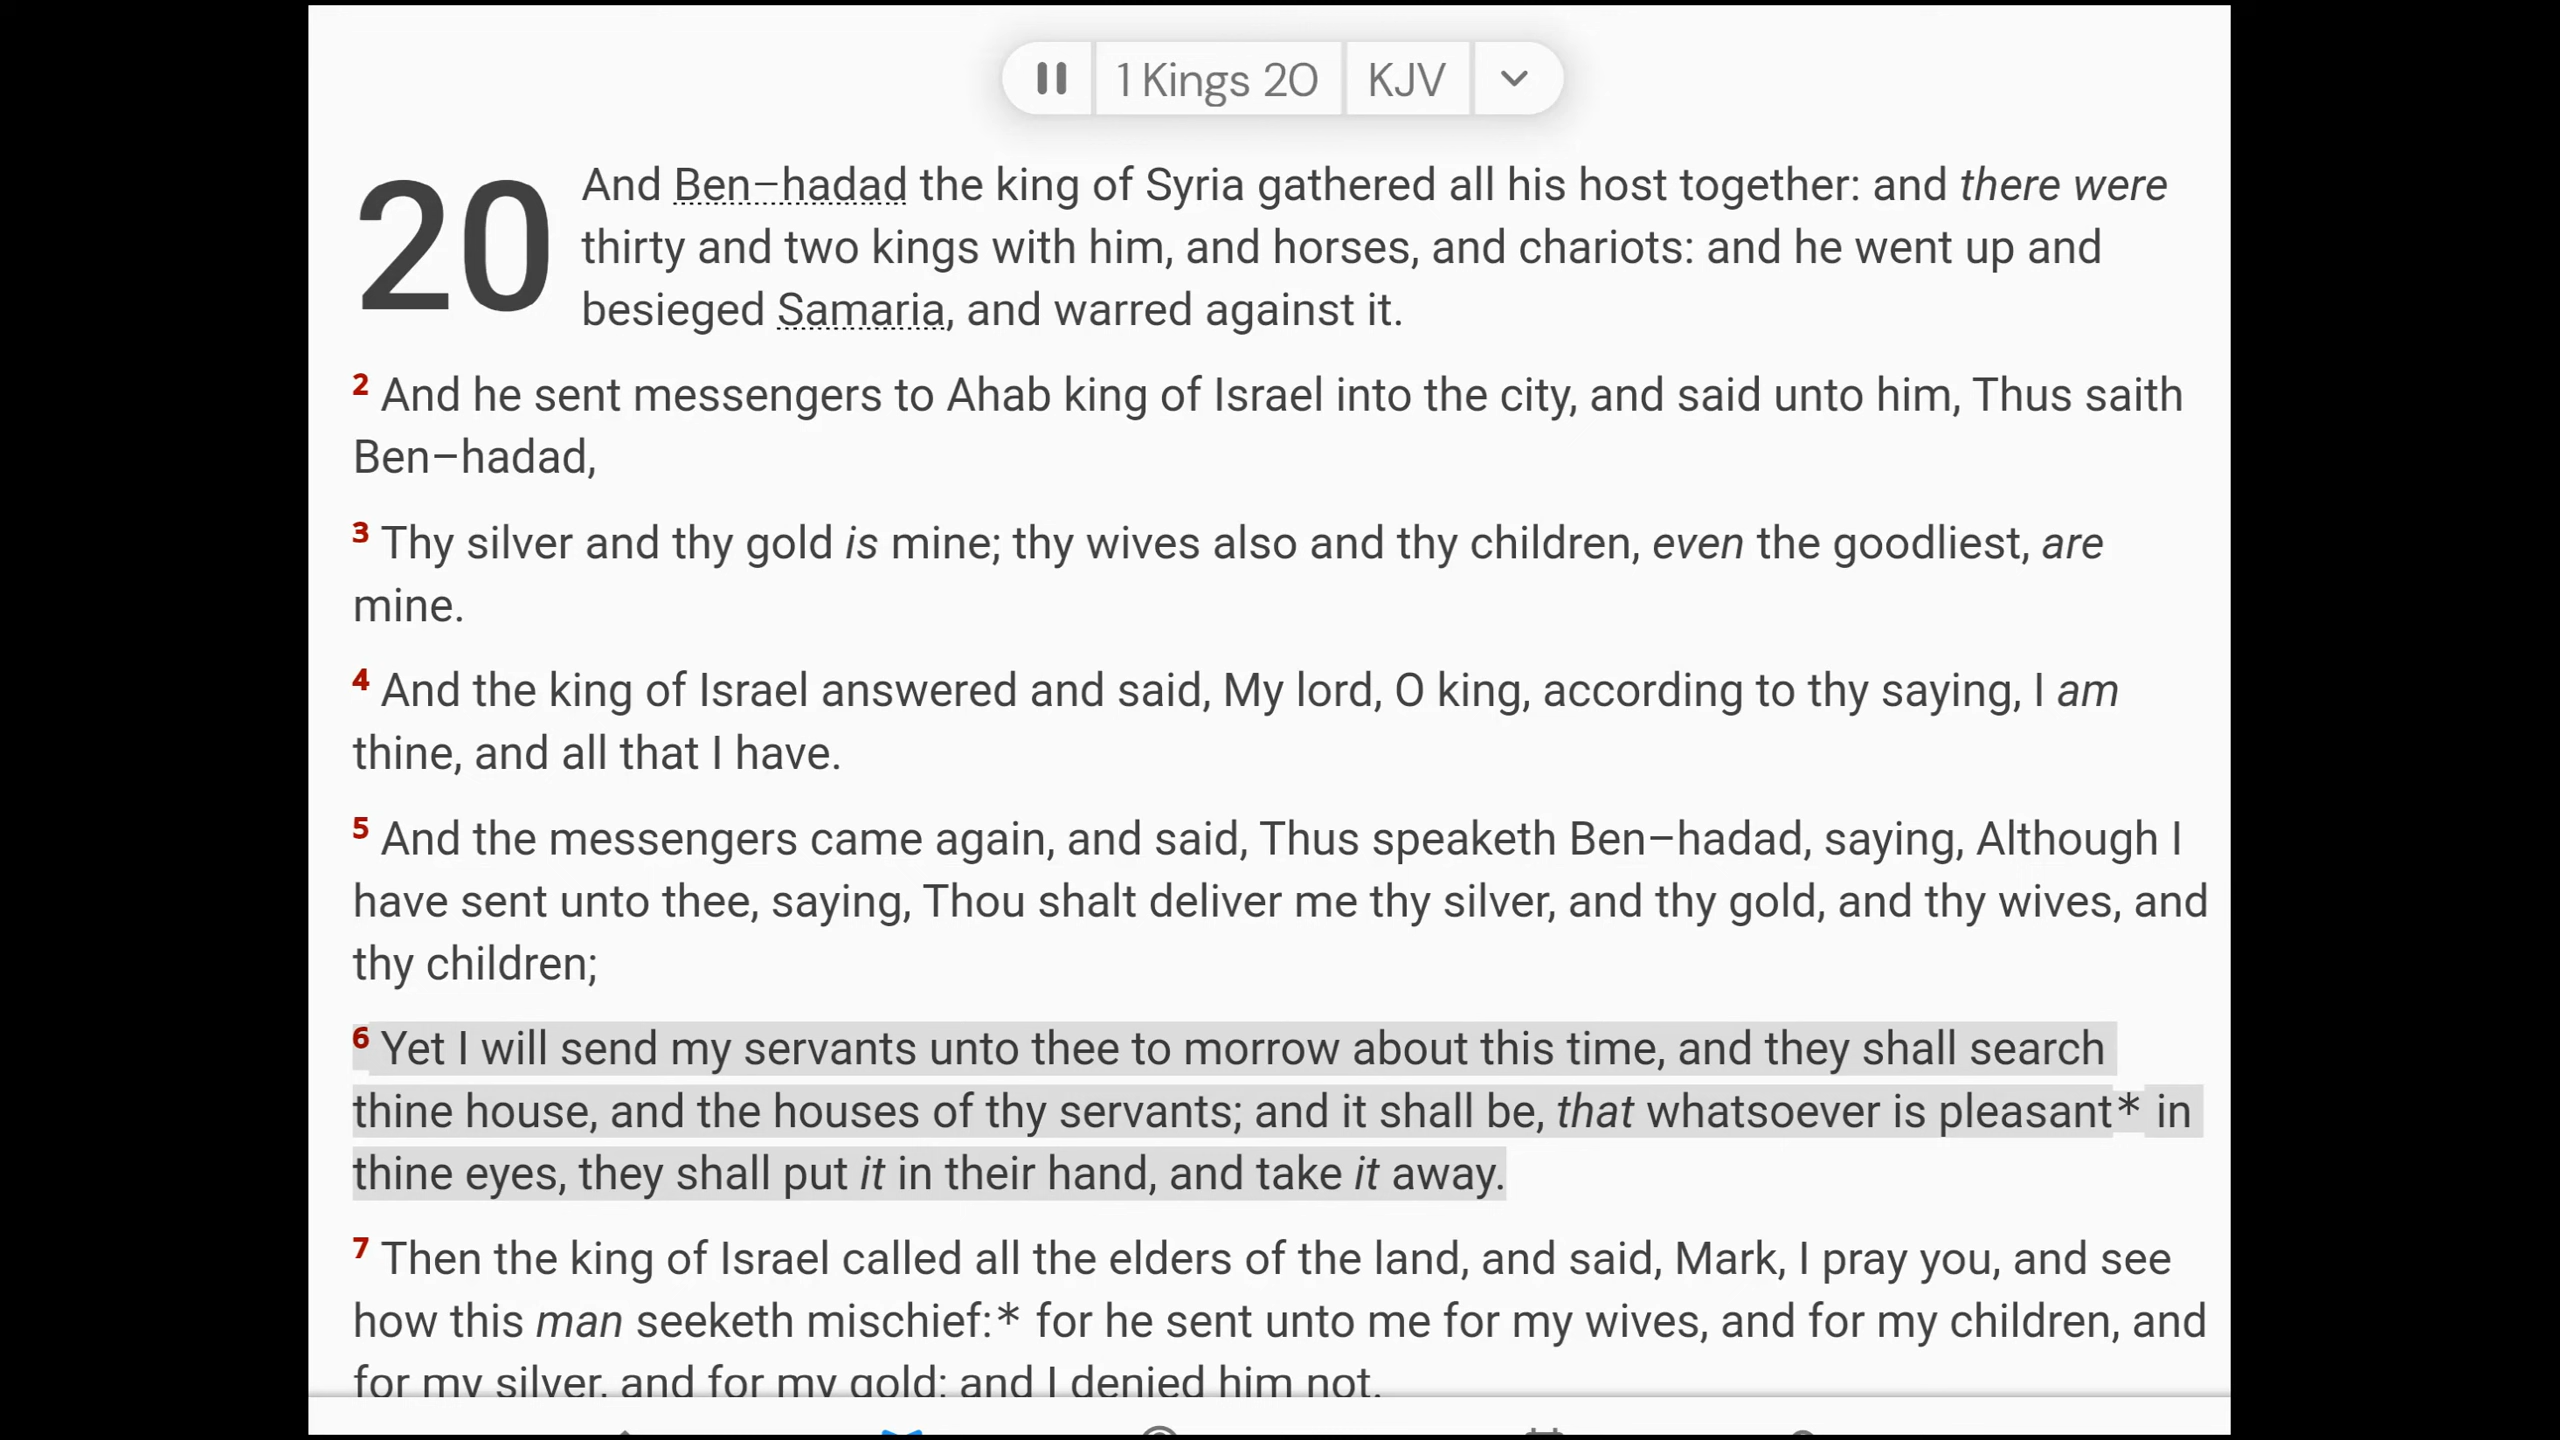 1 Kings 20 KJV
20 And Ben–hadad the king of Syria gathered all his host together: and there were
thirty and two kings with him, and horses, and chariots: and he went up and
besieged Samaria, and warred against it.
2 And he sent messengers to Ahab king of Israel into the city, and said unto him, Thus saith
Ben–hadad,
3 Thy silver and thy gold is mine; thy wives also and thy children, even the goodliest, are
mine.
4 And the king of Israel answered and said, My lord, O king, according to thy saying, I am
thine, and all that I have.
5 And the messengers came again, and said, Thus speaketh Ben–hadad, saying, Although I
have sent unto thee, saying, Thou shalt deliver me thy silver, and thy gold, and thy wives, and
thy children;
6 Yet I will send my servants unto thee to morrow about this time, and they shall search
thine house, and the houses of thy servants; and it shall be, that whatsoever is pleasant* in
thine eyes, they shall put it in their hand, and take it away.
7 Then the king of Israel called all the elders of the land, and said, Mark, I pray you, and see
how this man seeketh mischief:* for he sent unto me for my wives, and for my children, and
for my silver, and for my gold; and I denied him not.